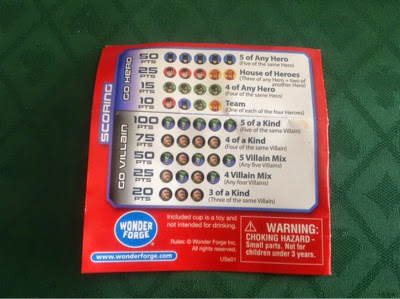 SCORING
GO HERO
50 PTS 5 of Any Hero
(Five of the same Hero)
25 PTS House of Heroes
(Three of any Hero + two of
another Hero)
15 PTS 4 of Any Hero
(Four of the same Hero)
10 PTS Team
(One of each of the four Heroes)
GO VILLAIN
100 PTS 5 of a Kind
(Five of the same Villain)
75 PTS 4 of a Kind
(Four of the same Villain)
50 PTS 5 Villain Mix
(Any five Villains)
25 PTS 4 Villain Mix
(Any four Villains)
20 PTS 3 of a Kind
(Three of the same Villain)
WONDER
FORGE
www.wonderforge.com
Included cup is a toy and
not intended for drinking.
Rules: © Wonder Forge Inc.
All Rights Reserved.
USe01
WARNING:
CHOKING HAZARD -
Small parts. Not for
children under 3 years.